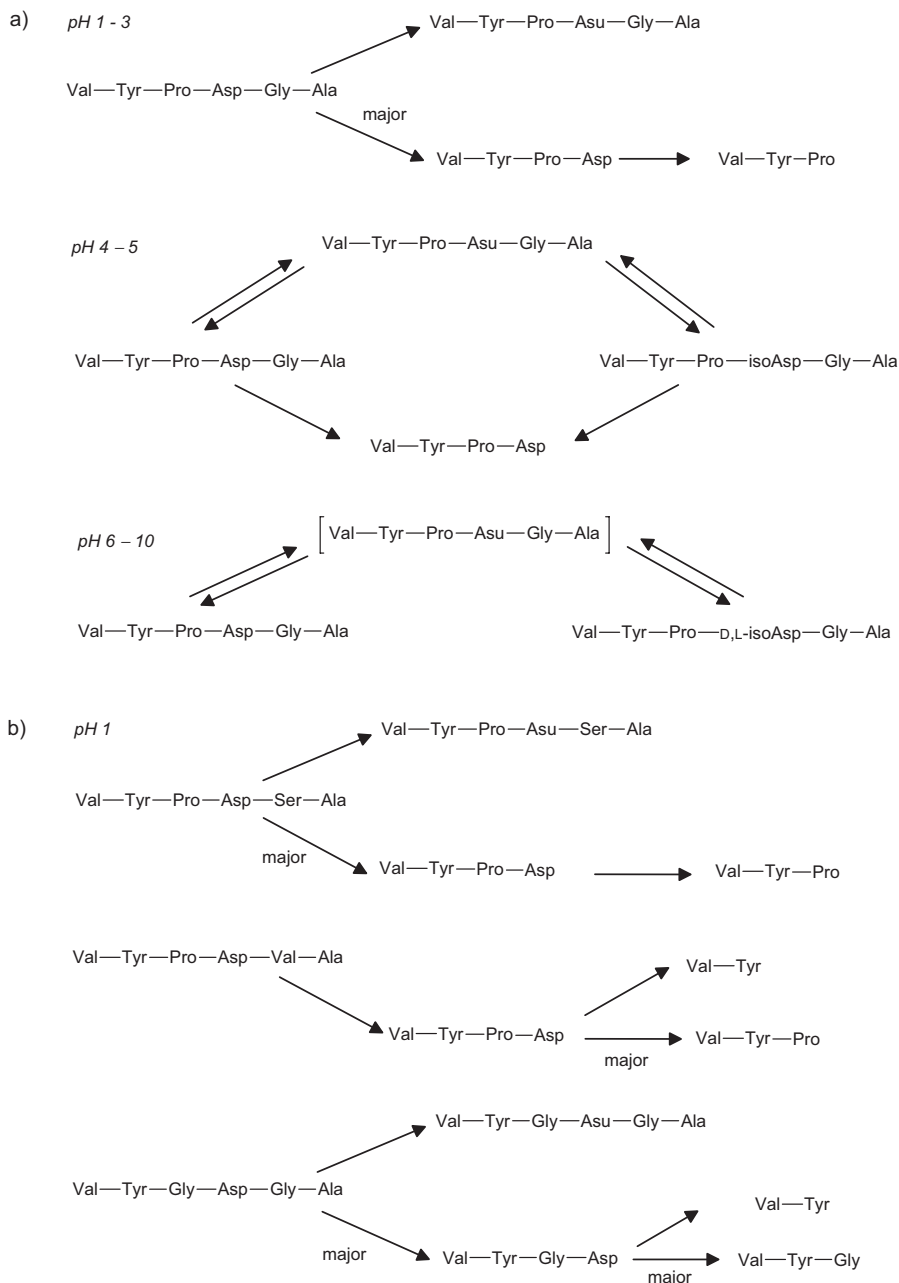 a) pH 1 - 3
Val—Tyr—Pro—Asu—Gly—Ala
Val—Tyr—Pro—Asp—Gly—Ala
major
Val—Tyr—Pro—Asp
Val—Tyr—Pro
pH 4 – 5
Val—Tyr—Pro—Asu—Gly—Ala
Val—Tyr—Pro—Asp—Gly—Ala
Val—Tyr—Pro—isoAsp—Gly—Ala
Val—Tyr—Pro—Asp
pH 6 – 10
[Val—Tyr—Pro—Asu—Gly—Ala]
Val—Tyr—Pro—Asp—Gly—Ala
Val—Tyr—Pro—D,L-isoAsp—Gly—Ala
b) pH 1
Val—Tyr—Pro—Asu—Ser—Ala
Val—Tyr—Pro—Asp—Ser—Ala
major
Val—Tyr—Pro—Asp
Val—Tyr—Pro
Val—Tyr—Pro—Asp—Val—Ala
Val—Tyr
Val—Tyr—Pro—Asp
major
Val—Tyr—Pro
Val—Tyr—Gly—Asu—Gly—Ala
Val—Tyr—Gly—Asp—Gly—Ala
major
Val—Tyr
Val—Tyr—Gly—Asp
major
Val—Tyr—Gly